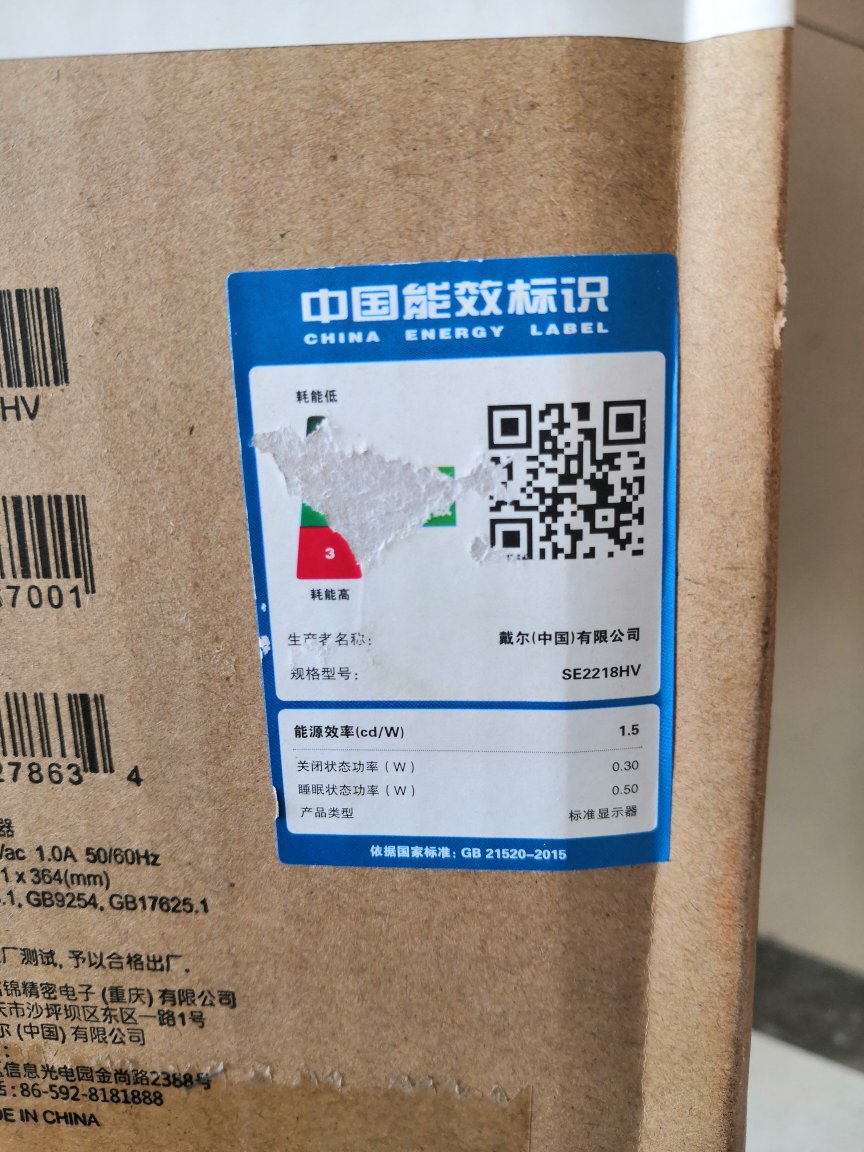 中国能效标识
CHINA ENERGY LABEL
耗能低
3
耗能高
生产者名称：
戴尔(中国)有限公司
规格型号：
SE2218HV
能源效率(cd/W)
1.5
关闭状态功率（W）
0.30
睡眠状态功率（W）
0.50
产品类型
标准显示器
依据国家标准：GB 21520-2015
HV
7001
27863 4
器
/ac 1.0A 50/60Hz
1 x 364(mm)
.1, GB9254, GB17625.1
厂测试, 予以合格出厂.
锦精密电子 (重庆) 有限公司
市沙坪坝区东区一路1号
尔 (中国) 有限公司
信息光电园金尚路2388号
: 86-592-8181888
DE IN CHINA